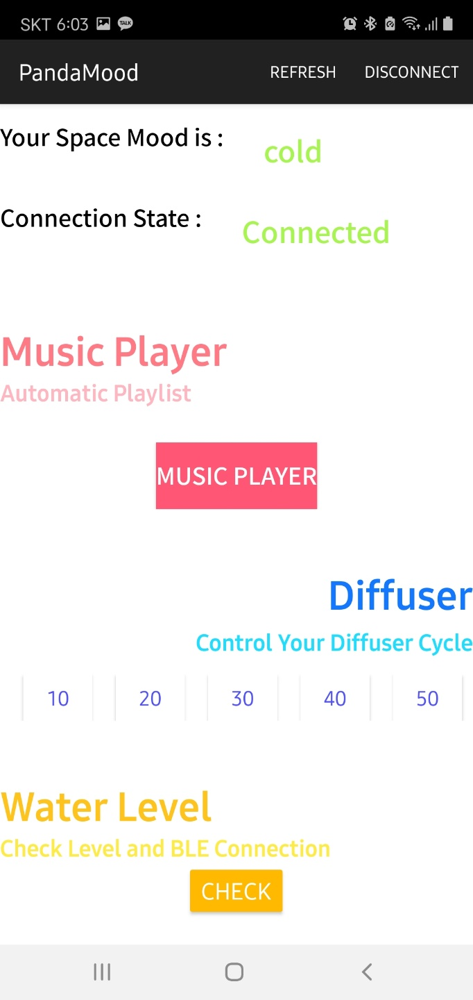 SKT 6:03 TALK
PandaMood REFRESH DISCONNECT
Your Space Mood is : cold
Connection State : Connected
Music Player
Automatic Playlist
MUSIC PLAYER
Diffuser
Control Your Diffuser Cycle
10 20 30 40 50
Water Level
Check Level and BLE Connection
CHECK